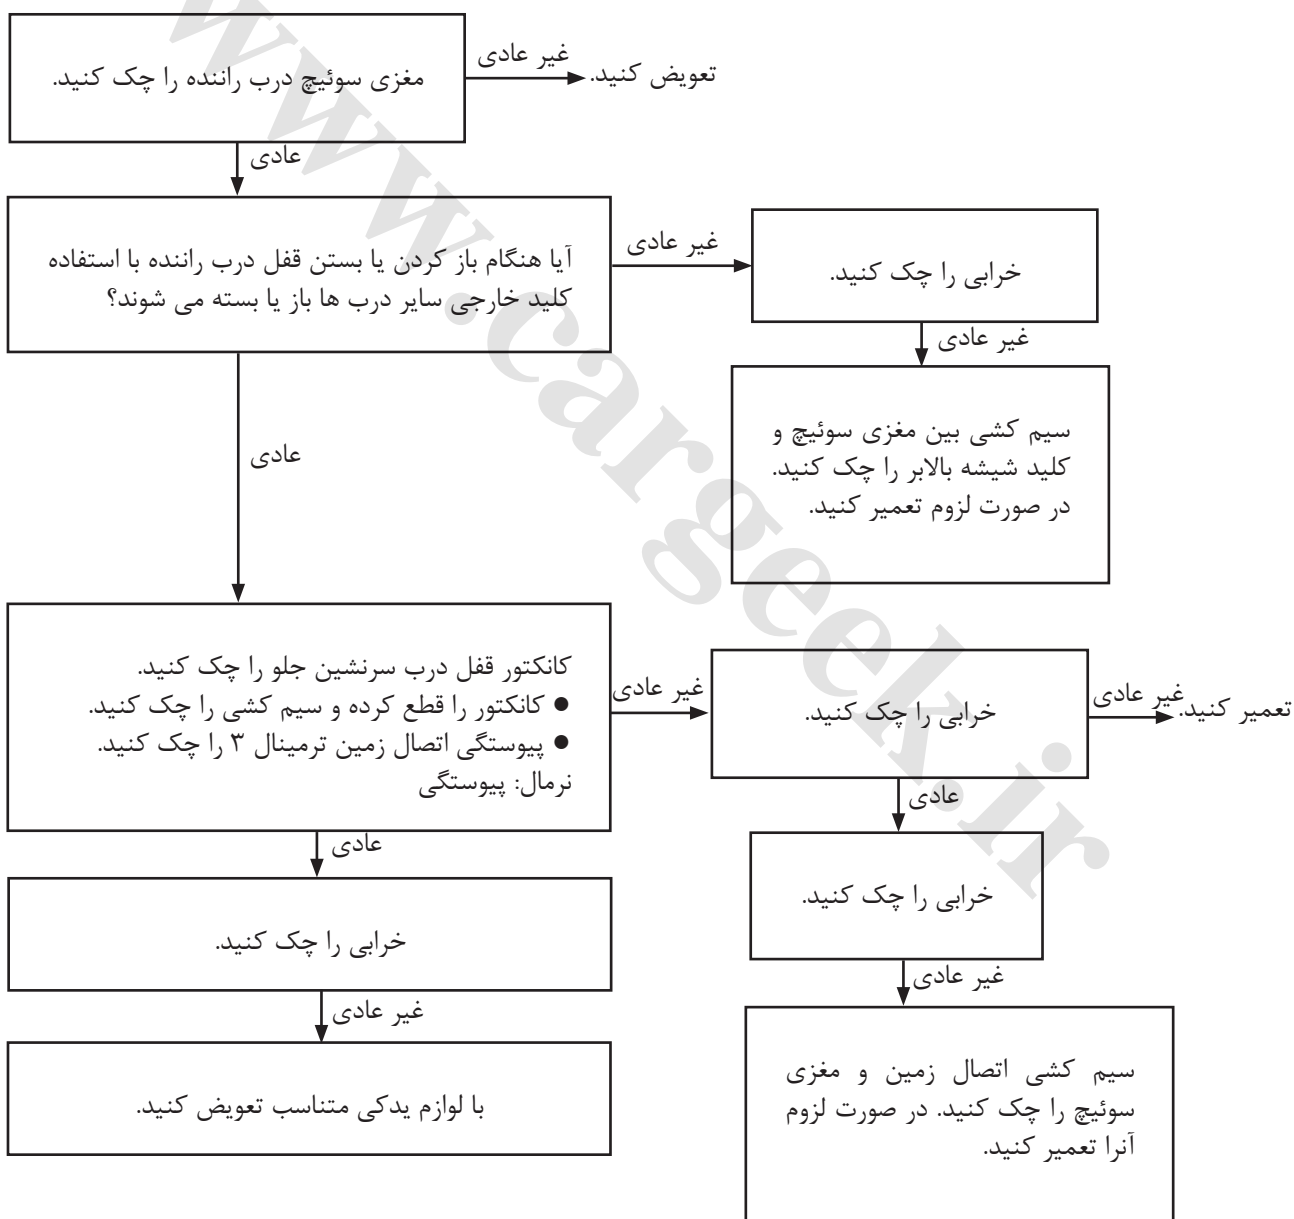 مغزی سوئیچ درب راننده را چک کنید.
غیر عادی
تعویض کنید.
عادی
آیا هنگام باز کردن یا بستن قفل درب راننده با استفاده
کلید خارجی سایر درب ها باز یا بسته می شوند؟
غیر عادی
خرابی را چک کنید.
غیر عادی
سیم کشی بین مغزی سوئیچ و
کلید شیشه بالابر را چک کنید.
در صورت لزوم تعمیر کنید.
عادی
کانکتور قفل درب سرنشین جلو را چک کنید.
● کانکتور را قطع کرده و سیم کشی را چک کنید.
● پیوستگی اتصال زمین ترمینال ۳ را چک کنید.
نرمال: پیوستگی
غیر عادی
خرابی را چک کنید.
غیر عادی
تعمیر کنید.
عادی
خرابی را چک کنید.
غیر عادی
سیم کشی اتصال زمین و مغزی
سوئیچ را چک کنید. در صورت لزوم
آنرا تعمیر کنید.
عادی
خرابی را چک کنید.
غیر عادی
با لوازم یدکی متناسب تعویض کنید.
www.cargeek.ir